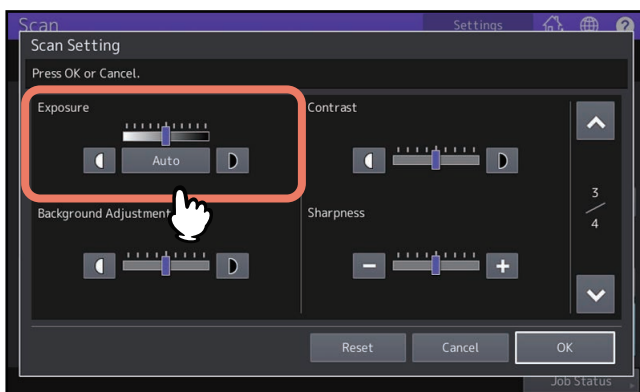 Scan
Settings
?
Scan Setting
Press OK or Cancel.
Exposure
Auto
Contrast
Background Adjustment
Sharpness
3
4
Reset
Cancel
OK
Job Status